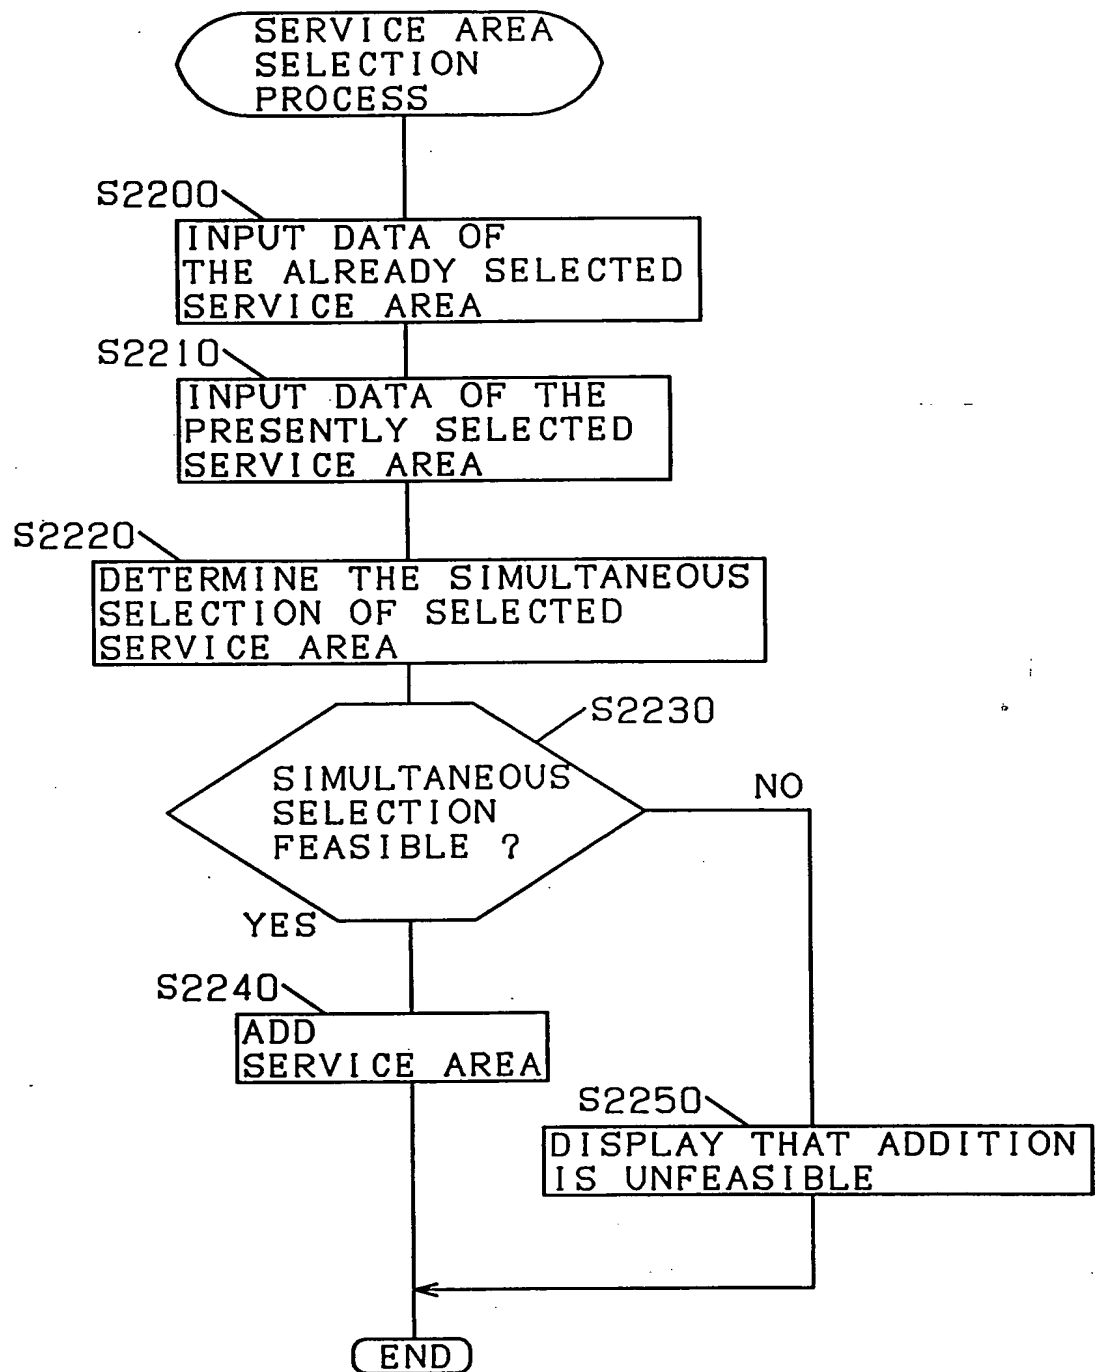 SERVICE AREA
SELECTION
PROCESS
S2200
INPUT DATA OF
THE ALREADY SELECTED
SERVICE AREA
S2210
INPUT DATA OF THE
PRESENTLY SELECTED
SERVICE AREA
S2220
DETERMINE THE SIMULTANEOUS
SELECTION OF SELECTED
SERVICE AREA
S2230
SIMULTANEOUS
SELECTION
FEASIBLE ?
NO
YES
S2240
ADD
SERVICE AREA
S2250
DISPLAY THAT ADDITION
IS UNFEASIBLE
END